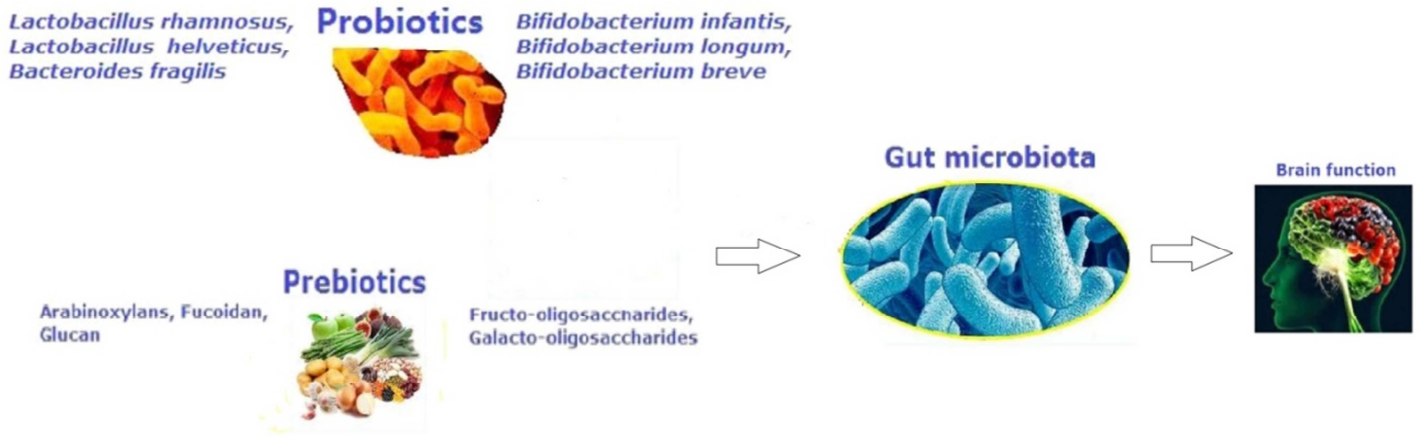 Probiotics
Lactobacillus rhamnosus,
Lactobacillus helveticus,
Bacteroides fragilis
Bifidobacterium infantis,
Bifidobacterium longum,
Bifidobacterium breve
Prebiotics
Arabinoxylans, Fucoidan,
Glucan
Fructo-oligosaccharides,
Galacto-oligosaccharides
Gut microbiota
Brain function